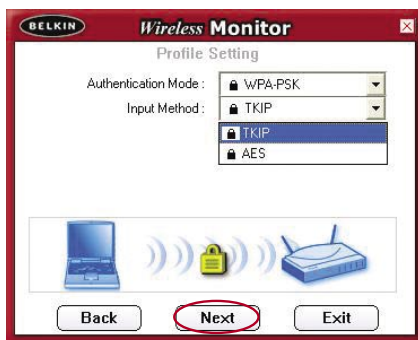 BELKIN Wireless Monitor
Profile Setting
Authentication Mode : WPA-PSK
Input Method : TKIP
TKIP
AES
Back Next Exit